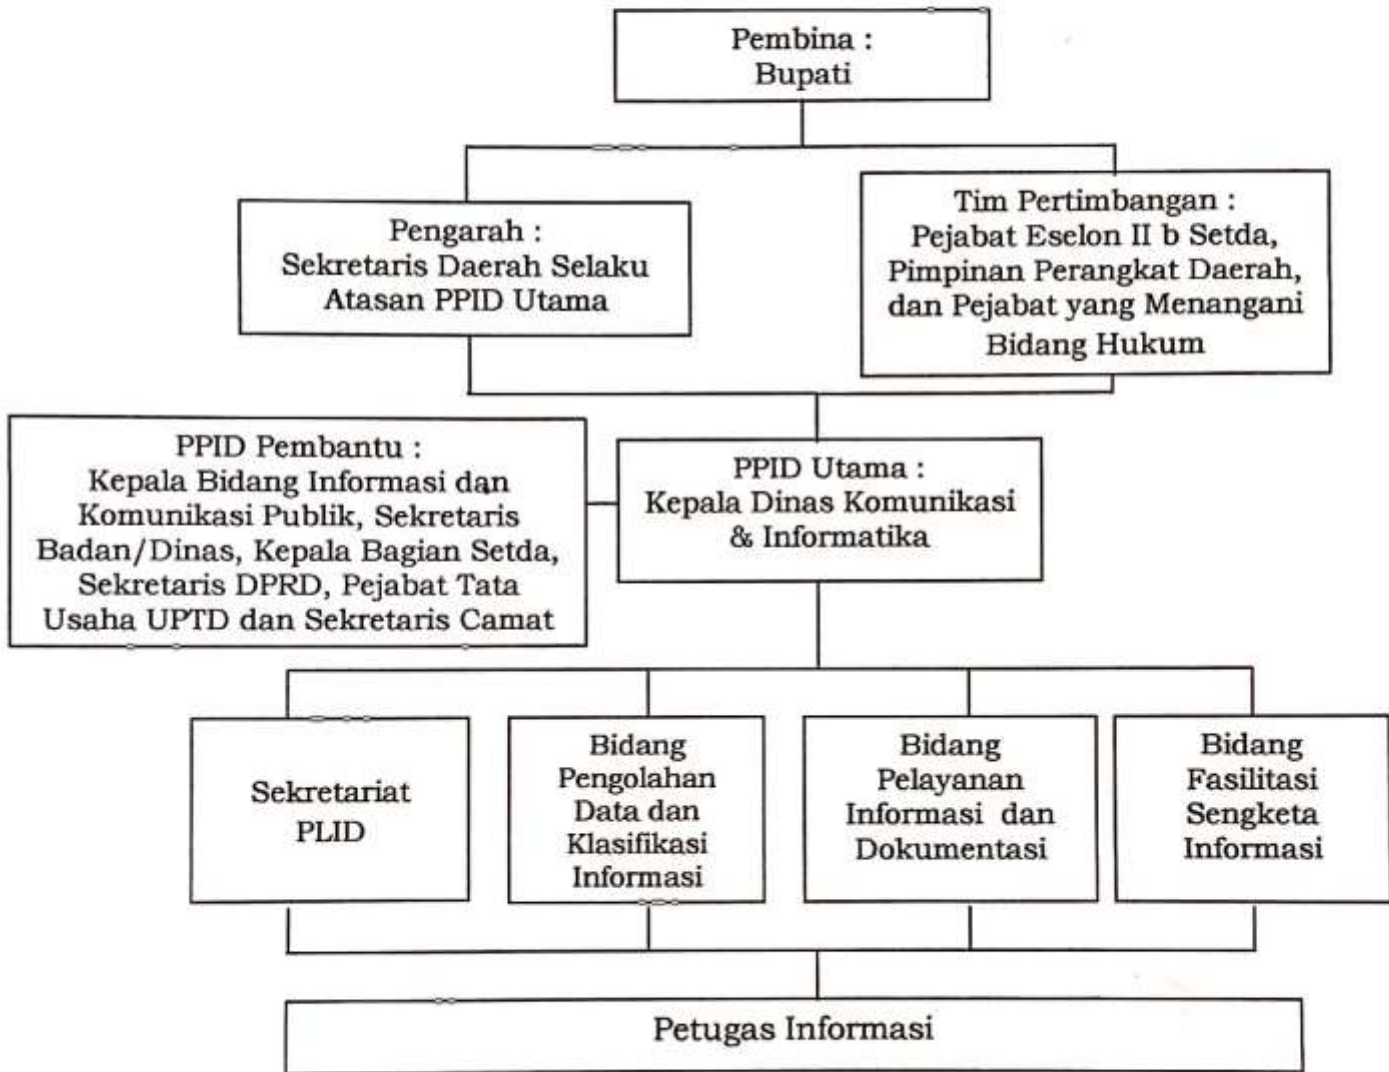 Pembina :
Bupati
Pengarah :
Sekretaris Daerah Selaku
Atasan PPID Utama
Tim Pertimbangan :
Pejabat Eselon II b Setda,
Pimpinan Perangkat Daerah,
dan Pejabat yang Menangani
Bidang Hukum
PPID Pembantu :
Kepala Bidang Informasi dan
Komunikasi Publik, Sekretaris
Badan/Dinas, Kepala Bagian Setda,
Sekretaris DPRD, Pejabat Tata
Usaha UPTD dan Sekretaris Camat
PPID Utama :
Kepala Dinas Komunikasi
& Informatika
Sekretariat
PLID
Bidang
Pengolahan
Data dan
Klasifikasi
Informasi
Bidang
Pelayanan
Informasi dan
Dokumentasi
Bidang
Fasilitasi
Sengketa
Informasi
Petugas Informasi